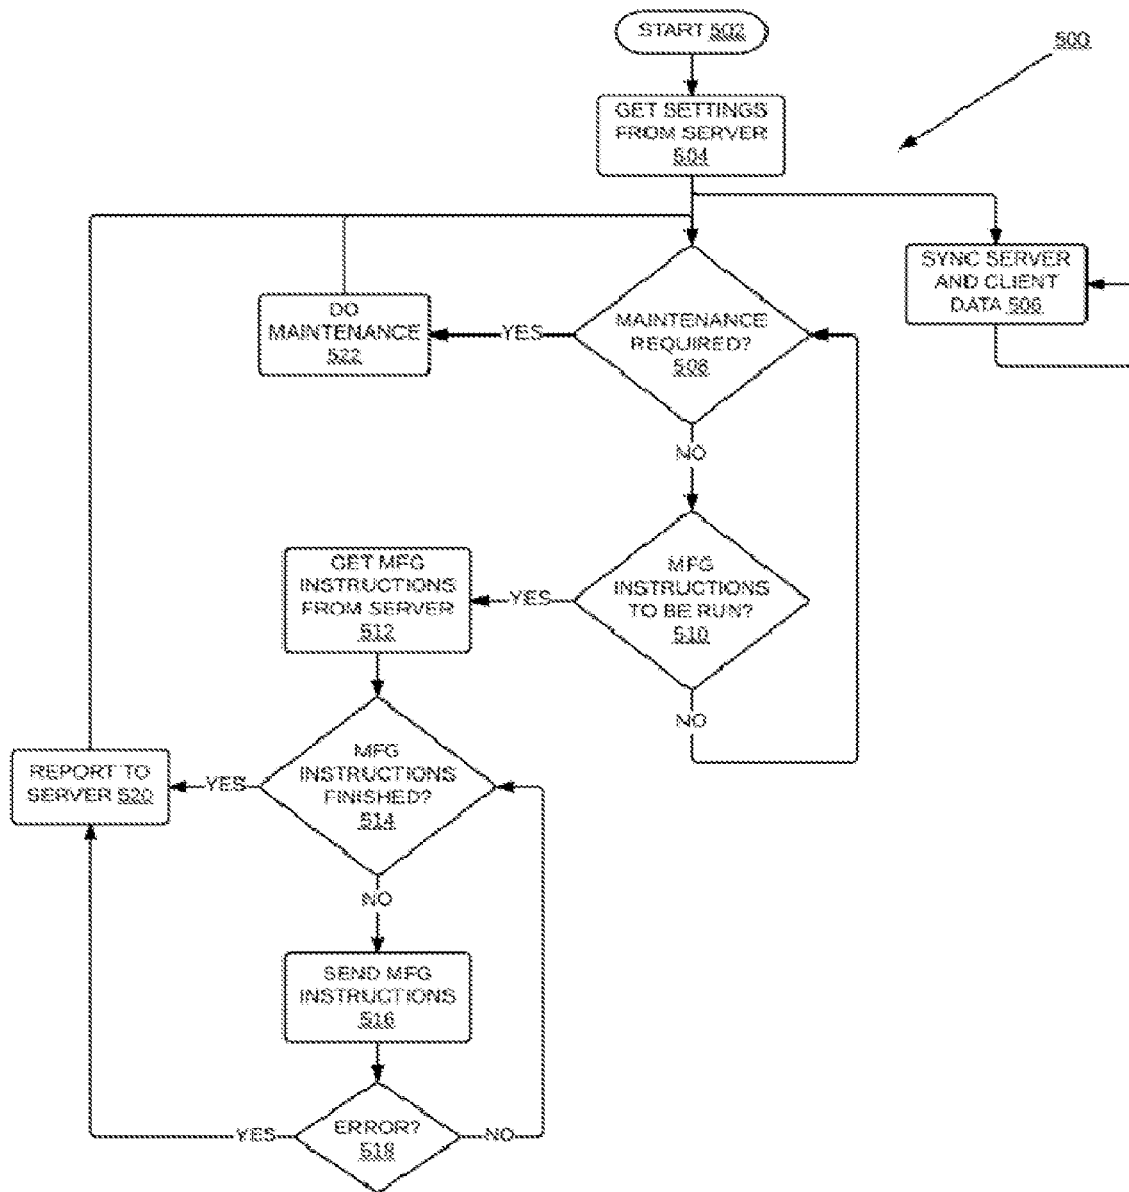 START 502
500
GET SETTINGS
FROM SERVER
504
SYNC SERVER
AND CLIENT
DATA 506
DO
MAINTENANCE
522
YES
MAINTENANCE
REQUIRED?
508
NO
GET MFG
INSTRUCTIONS
FROM SERVER
512
YES
MFG
INSTRUCTIONS
TO BE RUN?
510
NO
REPORT TO
SERVER 520
YES
MFG
INSTRUCTIONS
FINISHED?
514
NO
SEND MFG
INSTRUCTIONS
516
YES
ERROR?
518
NO